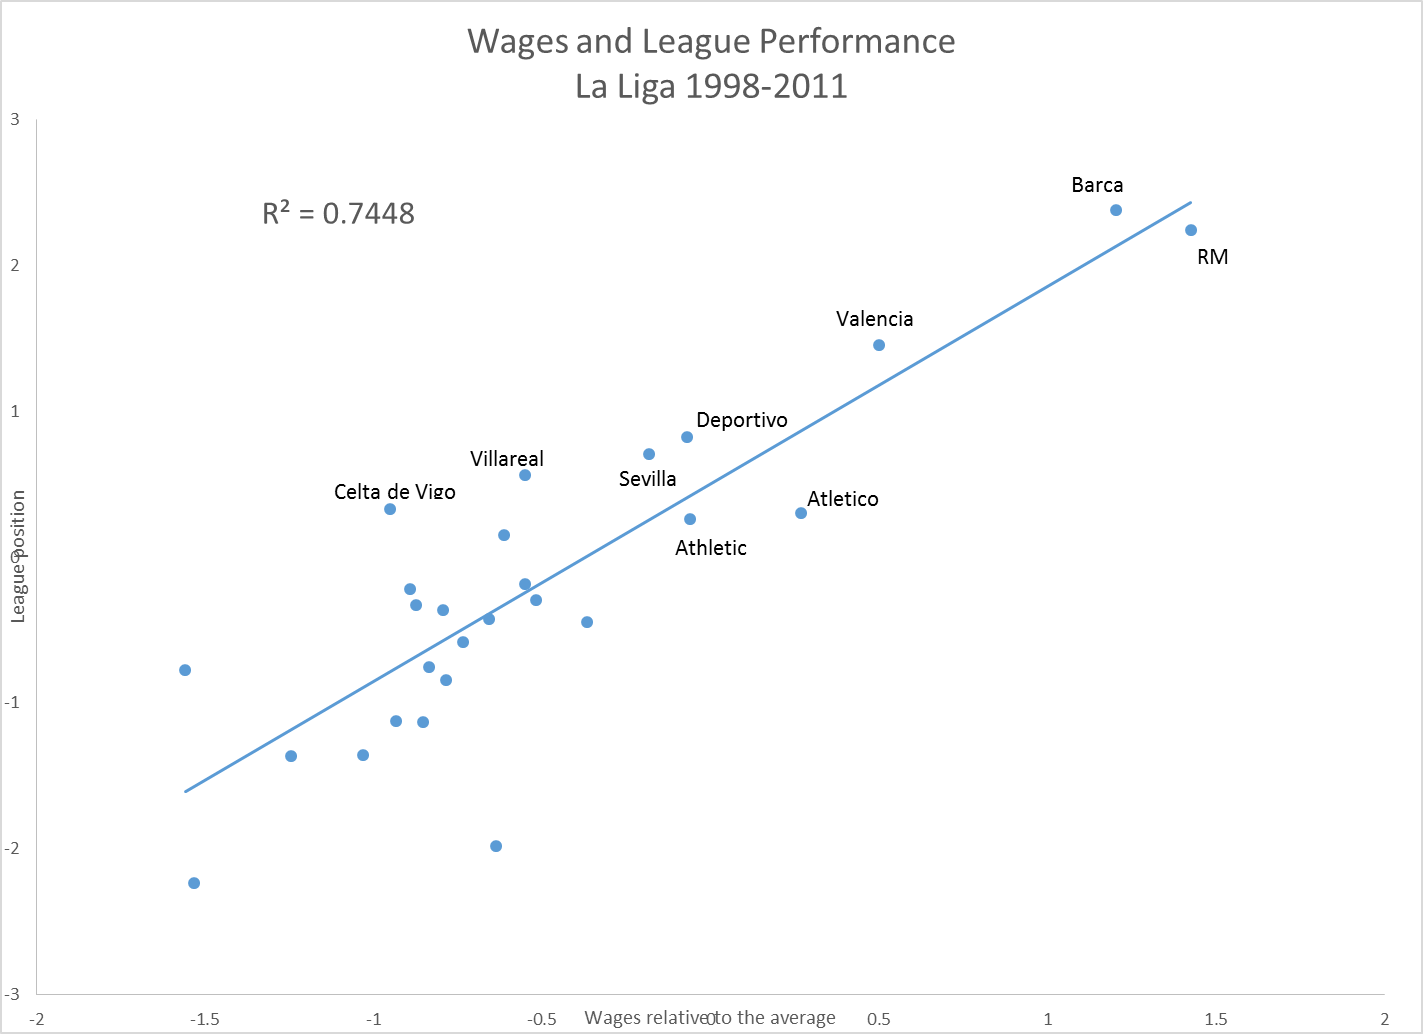 Wages and League Performance
La Liga 1998-2011
3
R² = 0.7448
Barca
RM
2
Valencia
1
Deportivo
Villareal
Sevilla
Celta de Vigo
Atletico
Athletic
0
League position
-1
-2
-3
-2 -1.5 -1 -0.5 0 0.5 1 1.5 2
Wages relative to the average